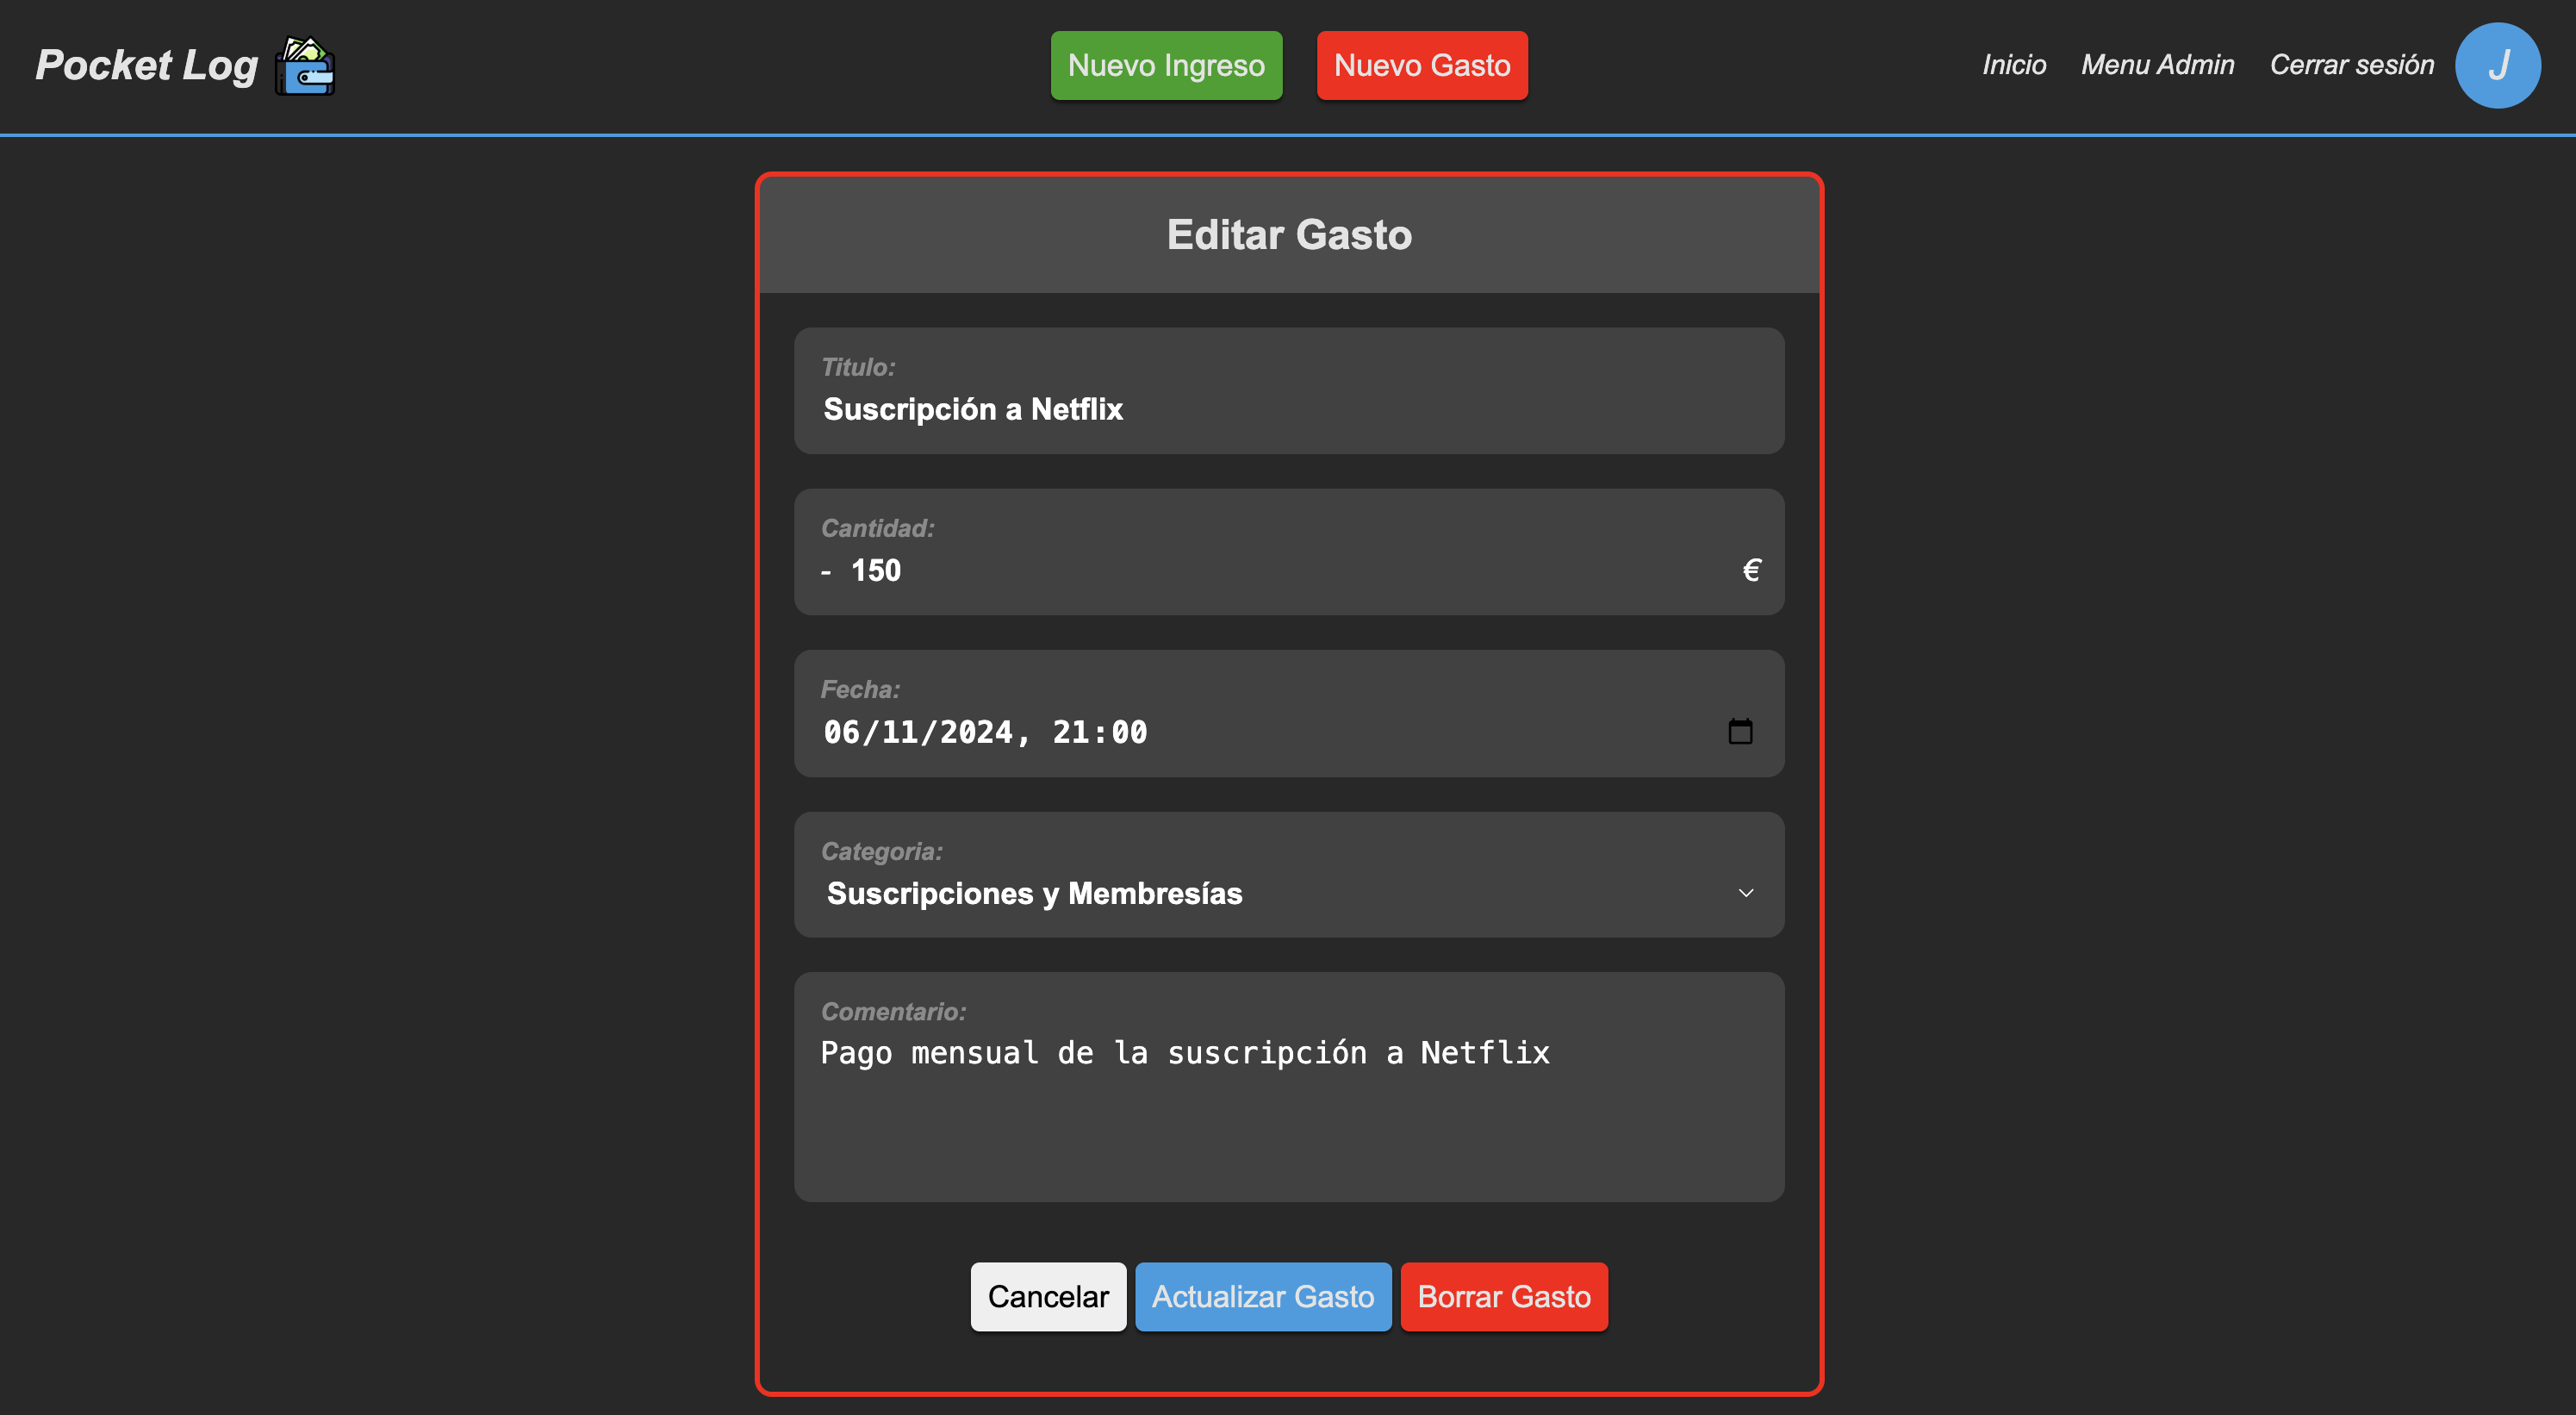 Pocket Log
Nuevo Ingreso
Nuevo Gasto
Inicio
Menu Admin
Cerrar sesión
J
Editar Gasto
Titulo:
Suscripción a Netflix
Cantidad:
- 150 €
Fecha:
06/11/2024, 21:00
Categoria:
Suscripciones y Membresías
Comentario:
Pago mensual de la suscripción a Netflix
Cancelar
Actualizar Gasto
Borrar Gasto